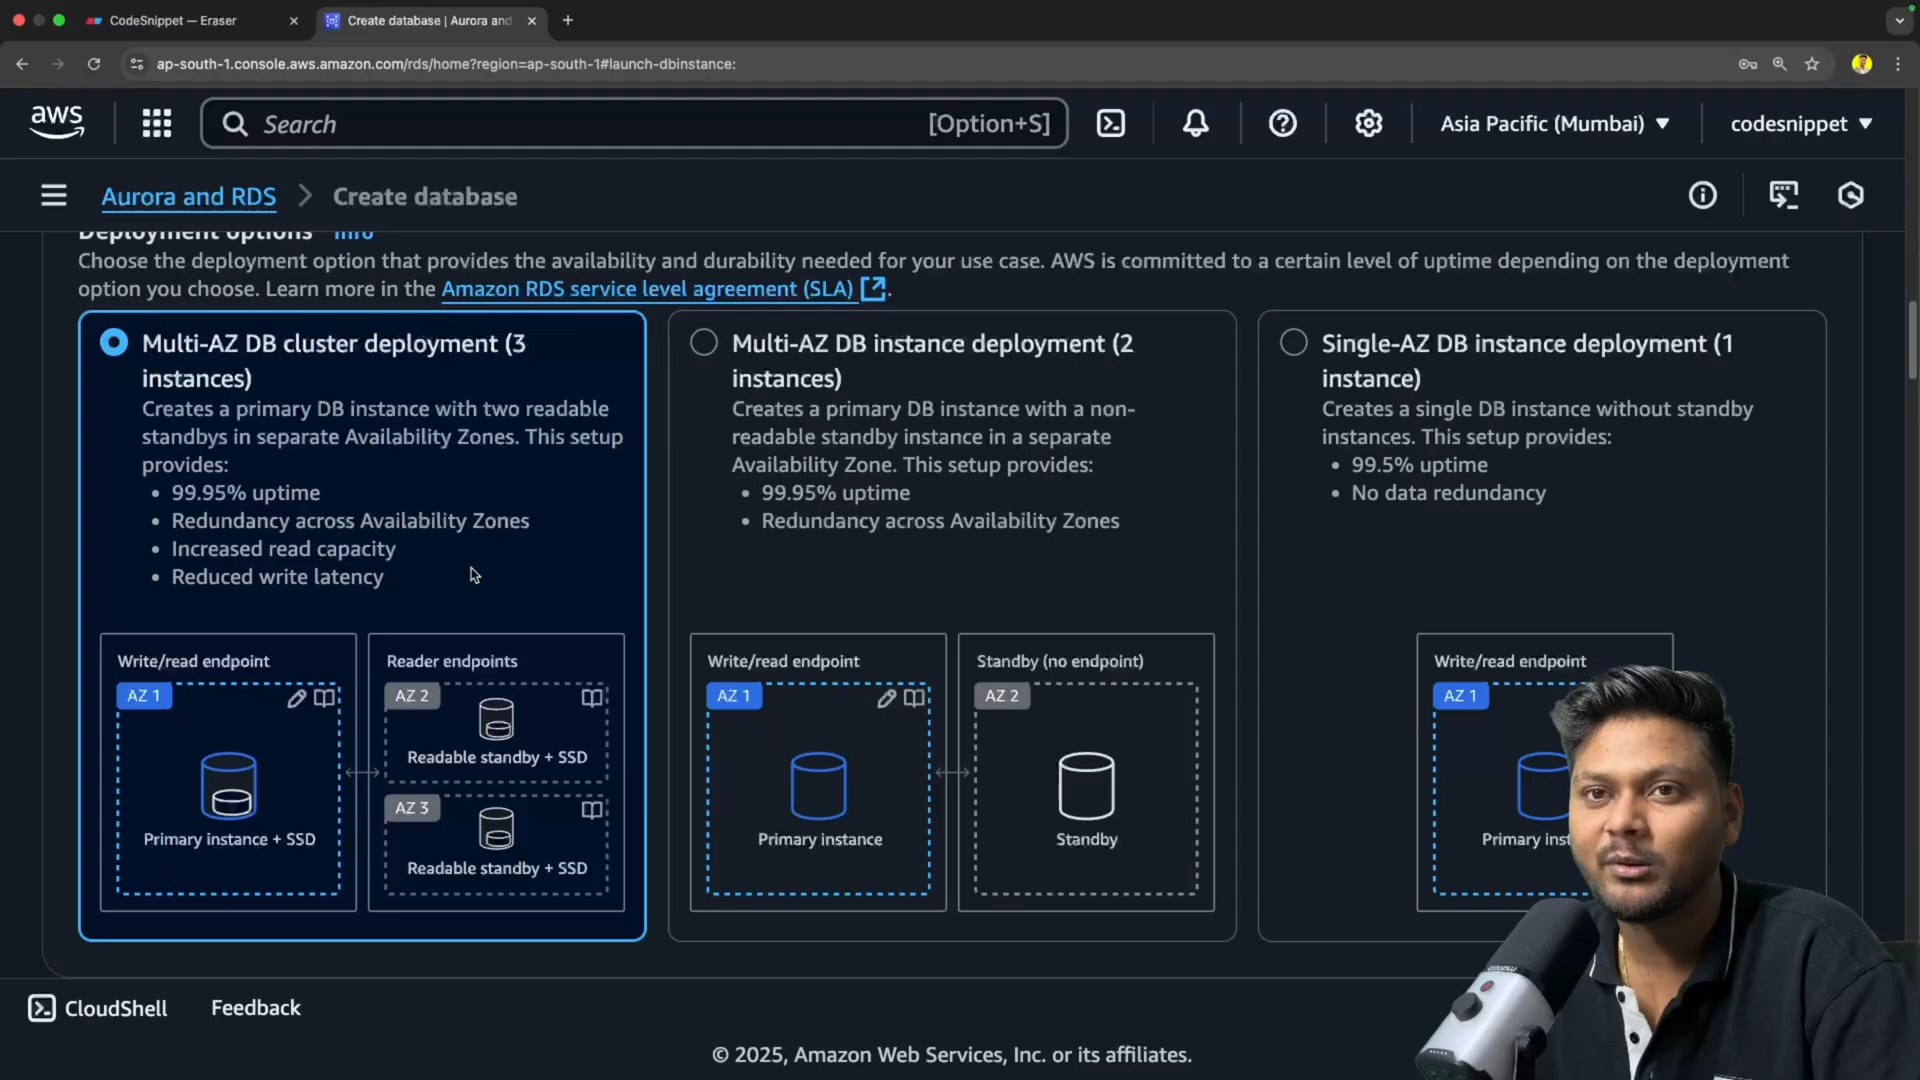 CodeSnippet — Eraser
Create database | Aurora and
ap-south-1.console.aws.amazon.com/rds/home?region=ap-south-1#launch-dbinstance:
aws
Search
[Option+S]
Asia Pacific (Mumbai)
codesnippet
Aurora and RDS
Create database
Deployment options Info
Choose the deployment option that provides the availability and durability needed for your use case. AWS is committed to a certain level of uptime depending on the deployment
option you choose. Learn more in the Amazon RDS service level agreement (SLA).
Multi-AZ DB cluster deployment (3
instances)
Creates a primary DB instance with two readable
standbys in separate Availability Zones. This setup
provides:
• 99.95% uptime
• Redundancy across Availability Zones
• Increased read capacity
• Reduced write latency
Write/read endpoint
AZ 1
Primary instance + SSD
Reader endpoints
AZ 2
Readable standby + SSD
AZ 3
Readable standby + SSD
Multi-AZ DB instance deployment (2
instances)
Creates a primary DB instance with a non-
readable standby instance in a separate
Availability Zone. This setup provides:
• 99.95% uptime
• Redundancy across Availability Zones
Write/read endpoint
AZ 1
Primary instance
Standby (no endpoint)
AZ 2
Standby
Single-AZ DB instance deployment (1
instance)
Creates a single DB instance without standby
instances. This setup provides:
• 99.5% uptime
• No data redundancy
Write/read endpoint
AZ 1
Primary inst
CloudShell
Feedback
© 2025, Amazon Web Services, Inc. or its affiliates.